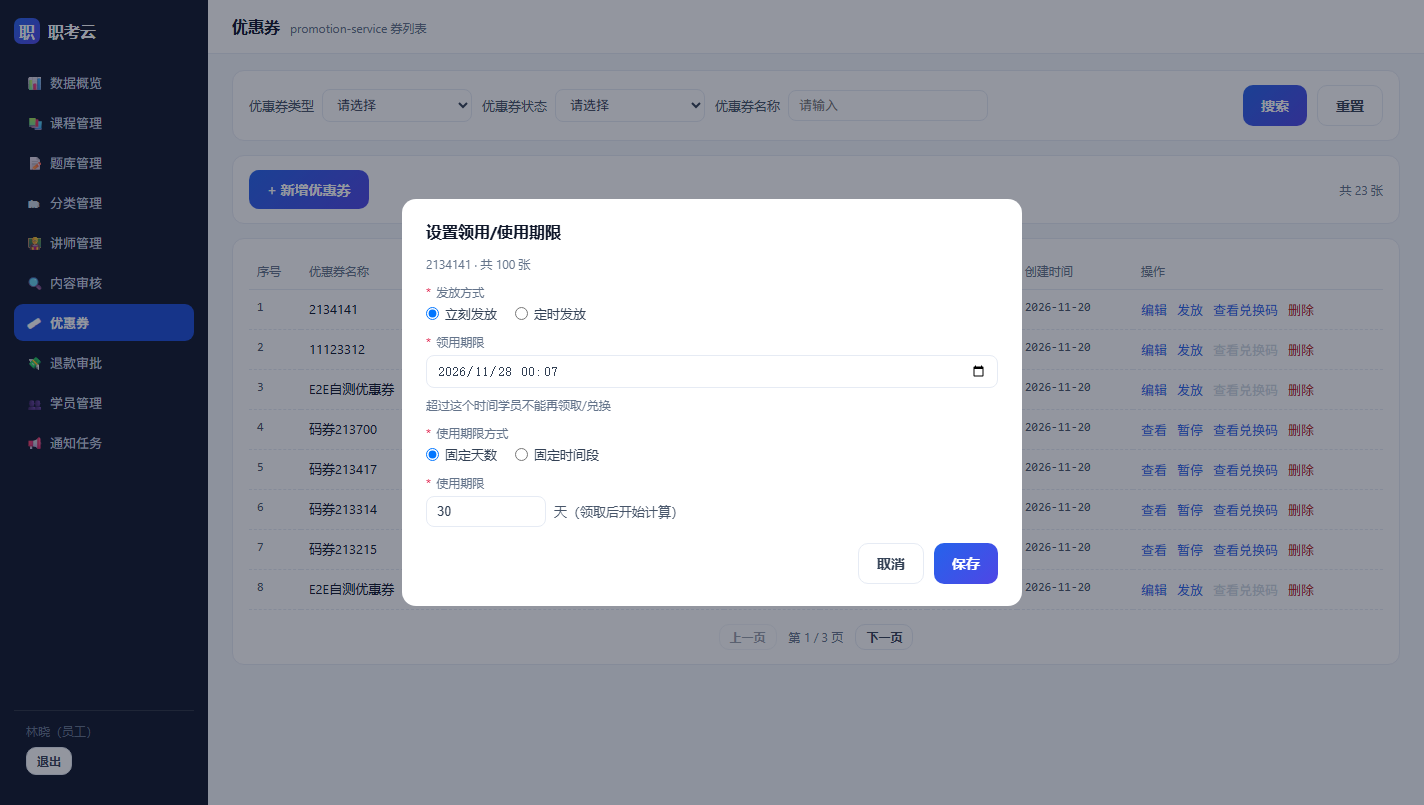 职 职考云
数据概览
课程管理
题库管理
分类管理
讲师管理
内容审核
优惠券
退款审批
学员管理
通知任务
林晓（员工）
退出
优惠券 promotion-service 券列表
优惠券类型 请选择 优惠券状态 请选择 优惠券名称 请输入 搜索 重置
+ 新增优惠券 共 23 张
序号 优惠券名称 创建时间 操作
1 2134141 2026-11-20 编辑 发放 查看兑换码 删除
2 11123312 2026-11-20 编辑 发放 查看兑换码 删除
3 E2E自测优惠券 2026-11-20 编辑 发放 查看兑换码 删除
4 码券213700 2026-11-20 查看 暂停 查看兑换码 删除
5 码券213417 2026-11-20 查看 暂停 查看兑换码 删除
6 码券213314 2026-11-20 查看 暂停 查看兑换码 删除
7 码券213215 2026-11-20 查看 暂停 查看兑换码 删除
8 E2E自测优惠券 2026-11-20 编辑 发放 查看兑换码 删除
上一页 第 1 / 3 页 下一页
设置领用/使用期限
2134141 · 共 100 张
* 发放方式
立刻发放 定时发放
* 领用期限
2026/11/28 00:07
超过这个时间学员不能再领取/兑换
* 使用期限方式
固定天数 固定时间段
* 使用期限
30 天（领取后开始计算）
取消 保存